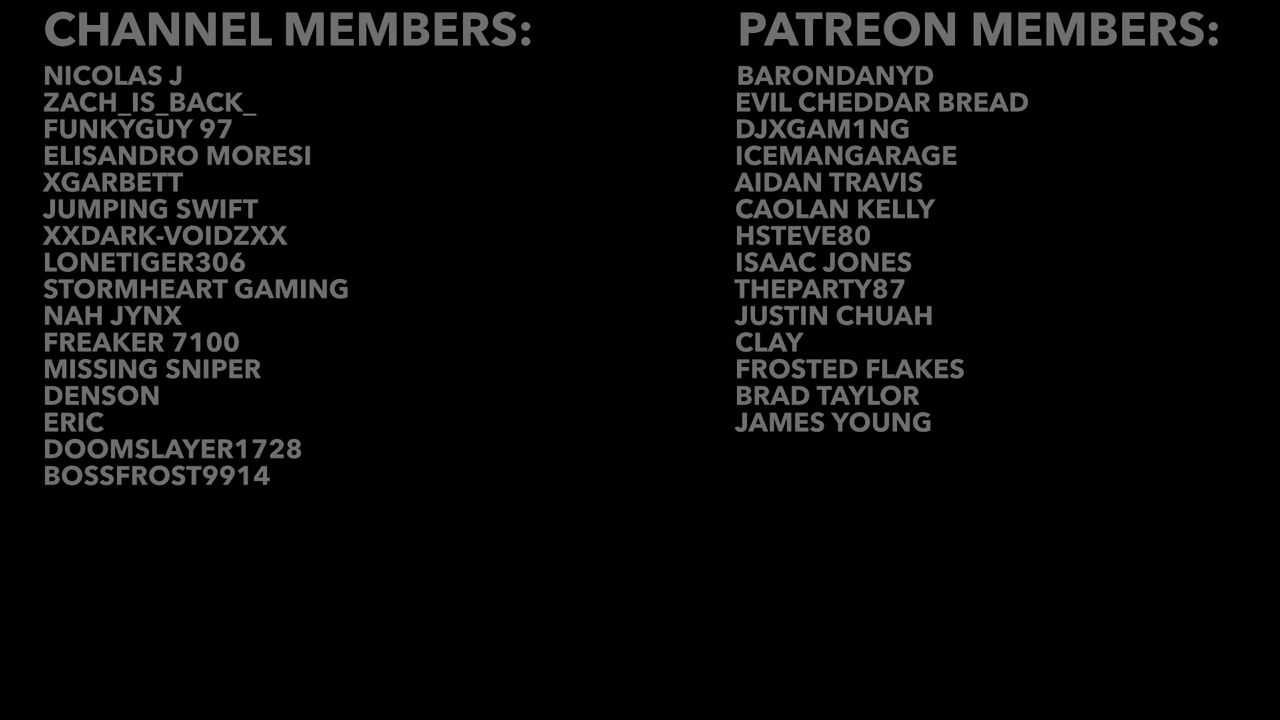 CHANNEL MEMBERS:
NICOLAS J
ZACH_IS_BACK_
FUNKYGUY 97
ELISANDRO MORESI
XGARBETT
JUMPING SWIFT
XXDARK-VOIDZXX
LONETIGER306
STORMHEART GAMING
NAH JYNX
FREAKER 7100
MISSING SNIPER
DENSON
ERIC
DOOMSLAYER1728
BOSSFROST9914
PATREON MEMBERS:
BARONDANYD
EVIL CHEDDAR BREAD
DJXGAM1NG
ICEMANGARAGE
AIDAN TRAVIS
CAOLAN KELLY
HSTEVE80
ISAAC JONES
THEPARTY87
JUSTIN CHUAH
CLAY
FROSTED FLAKES
BRAD TAYLOR
JAMES YOUNG